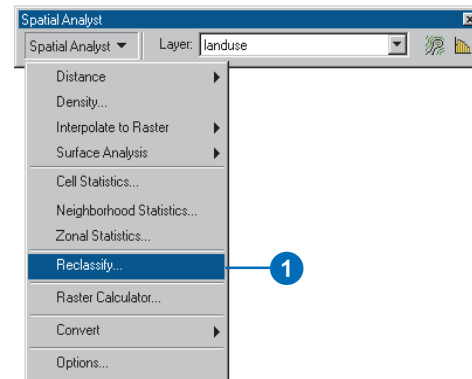 Spatial Analyst
Spatial Analyst Layer: landuse
Distance
Density...
Interpolate to Raster
Surface Analysis
Cell Statistics...
Neighborhood Statistics...
Zonal Statistics...
Reclassify... 1
Raster Calculator...
Convert
Options...